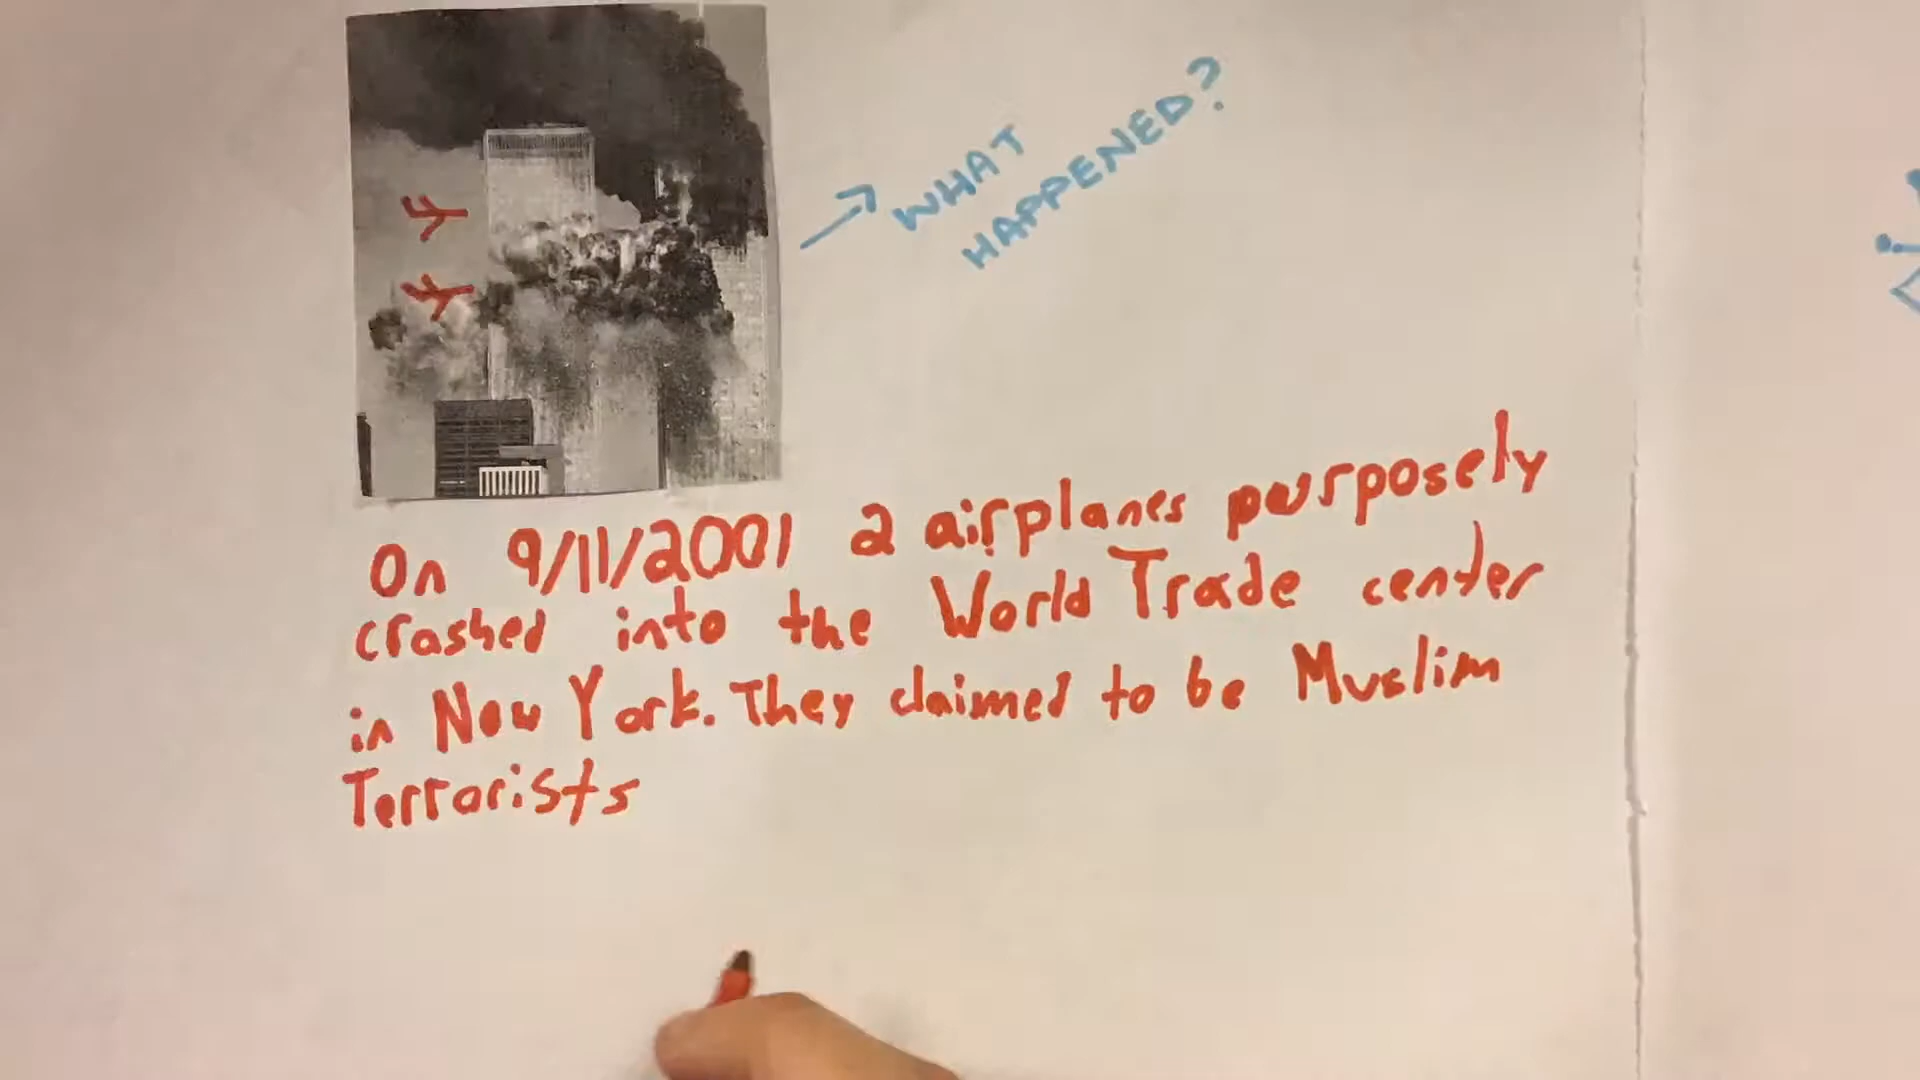 WHAT
HAPPENED?
On 9/11/2001 2 airplanes purposely
crashed into the World Trade center
in New York. They claimed to be Muslim
Terrorists